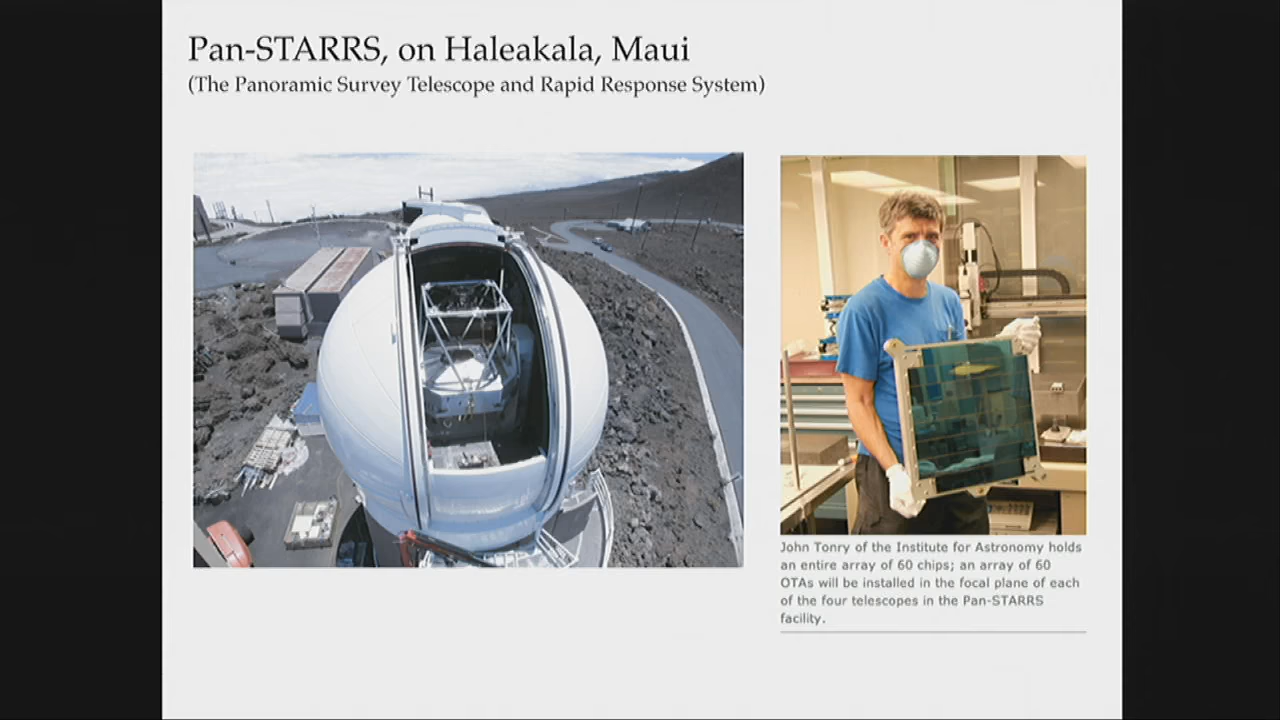 Pan-STARRS, on Haleakala, Maui
(The Panoramic Survey Telescope and Rapid Response System)
John Tonry of the Institute for Astronomy holds
an entire array of 60 chips; an array of 60
OTAs will be installed in the focal plane of each
of the four telescopes in the Pan-STARRS
facility.